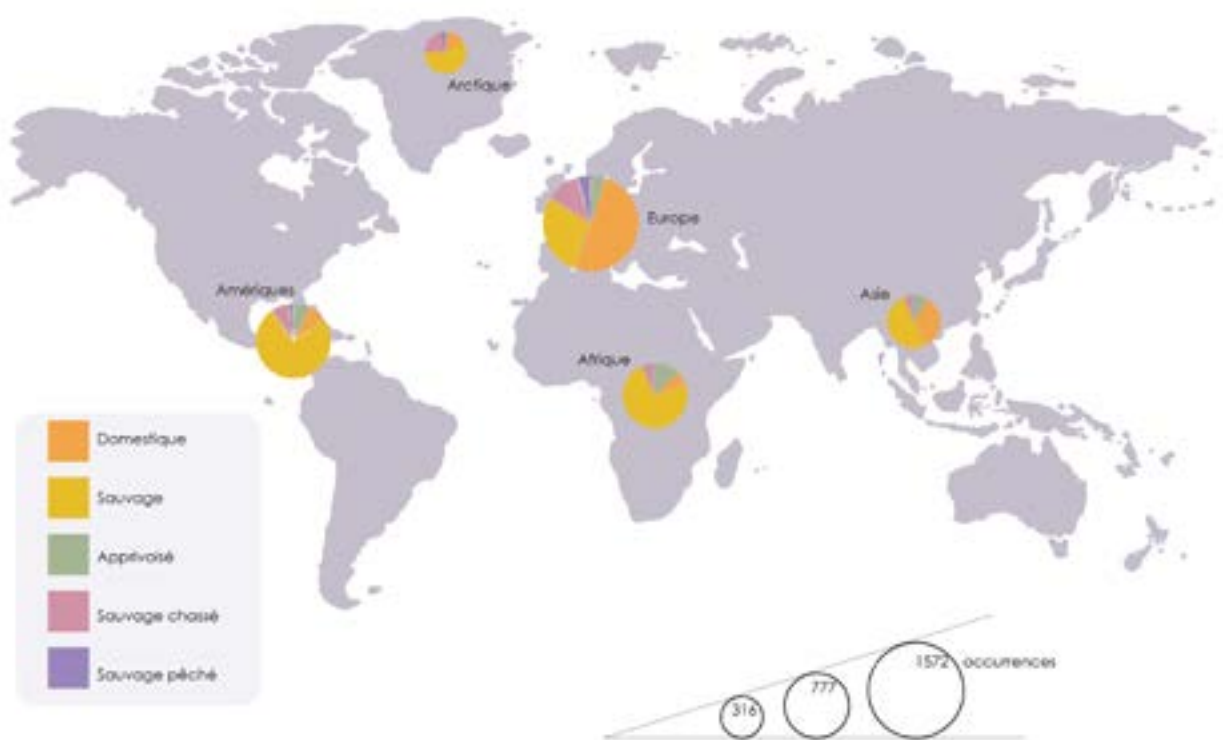 Arctique
Europe
Amériques
Asie
Afrique
Domestique
Sauvage
Apprivoisé
Sauvage chassé
Sauvage pêché
316
777
1572 occurrences